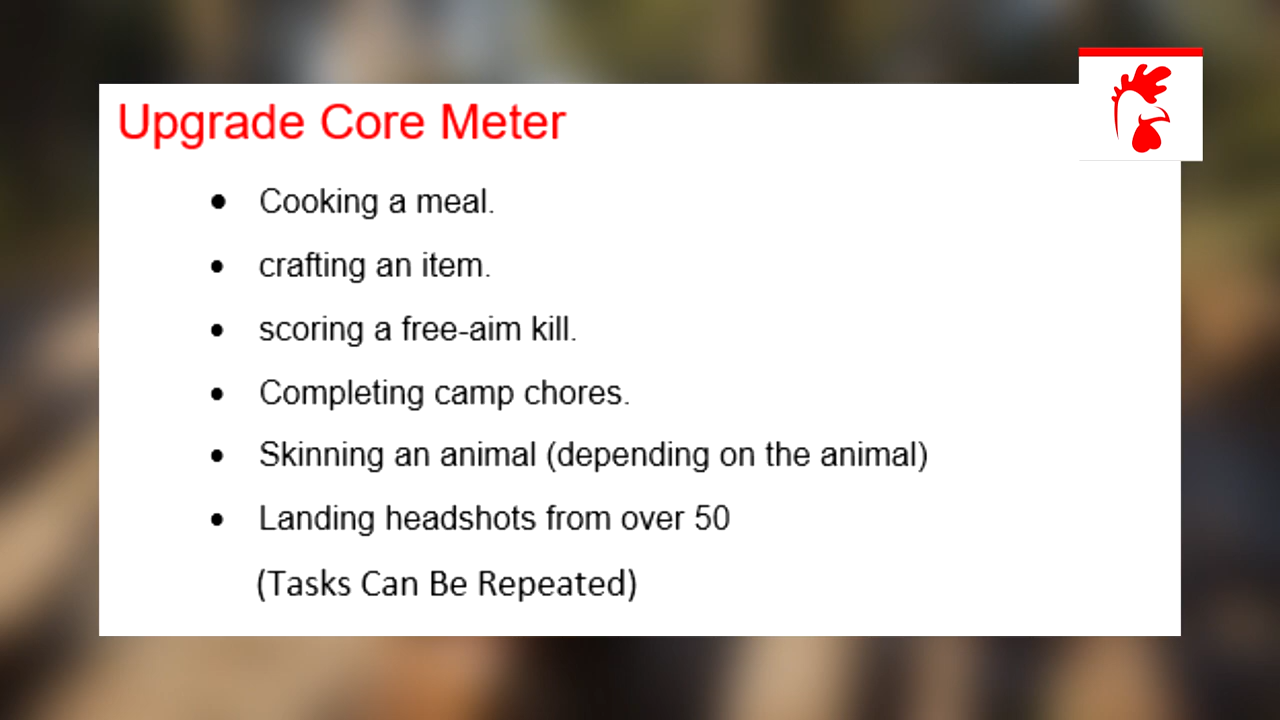 Upgrade Core Meter
• Cooking a meal.
• crafting an item.
• scoring a free-aim kill.
• Completing camp chores.
• Skinning an animal (depending on the animal)
• Landing headshots from over 50
(Tasks Can Be Repeated)